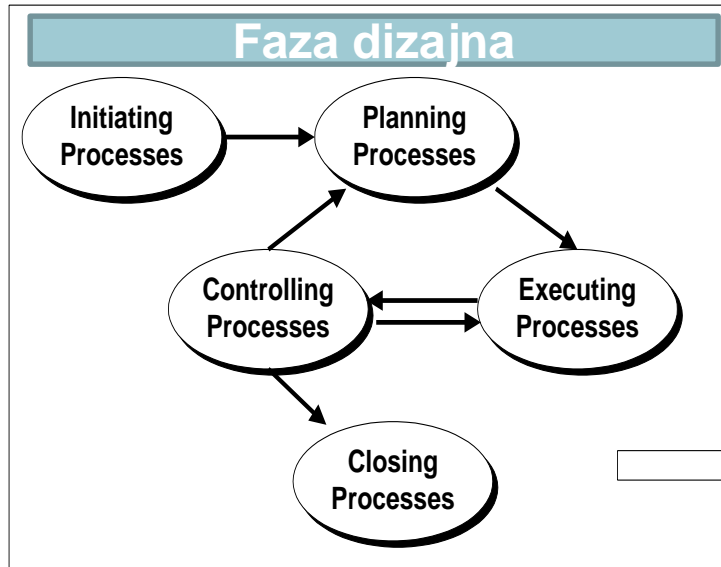 Faza dizajna
Initiating
Processes
Planning
Processes
Controlling
Processes
Executing
Processes
Closing
Processes